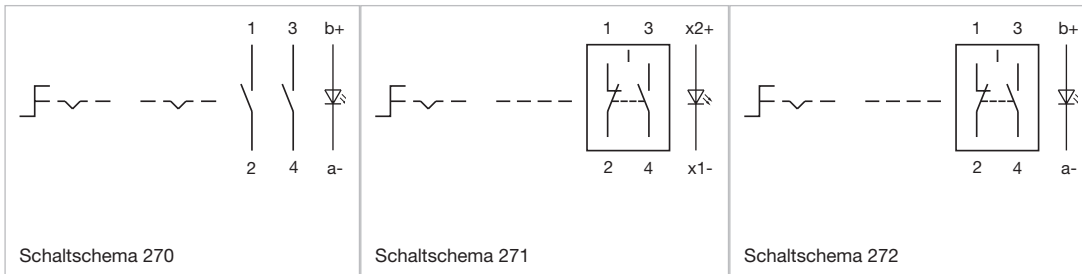 1 3 b+
2 4 a-
Schaltschema 270
1 3 x2+
2 4 x1-
Schaltschema 271
1 3 b+
2 4 a-
Schaltschema 272